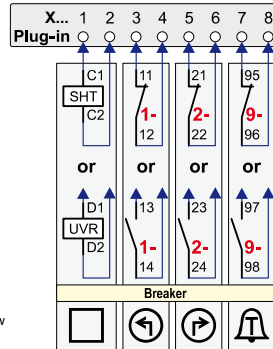 X... 1 2 3 4 5 6 7 8
Plug-in
C1 11 21 95
SHT 1- 2- 9-
C2 12 22 96
or or or or
D1 13 23 97
UVR 1- 2- 9-
D2 14 24 98
Breaker
w
T